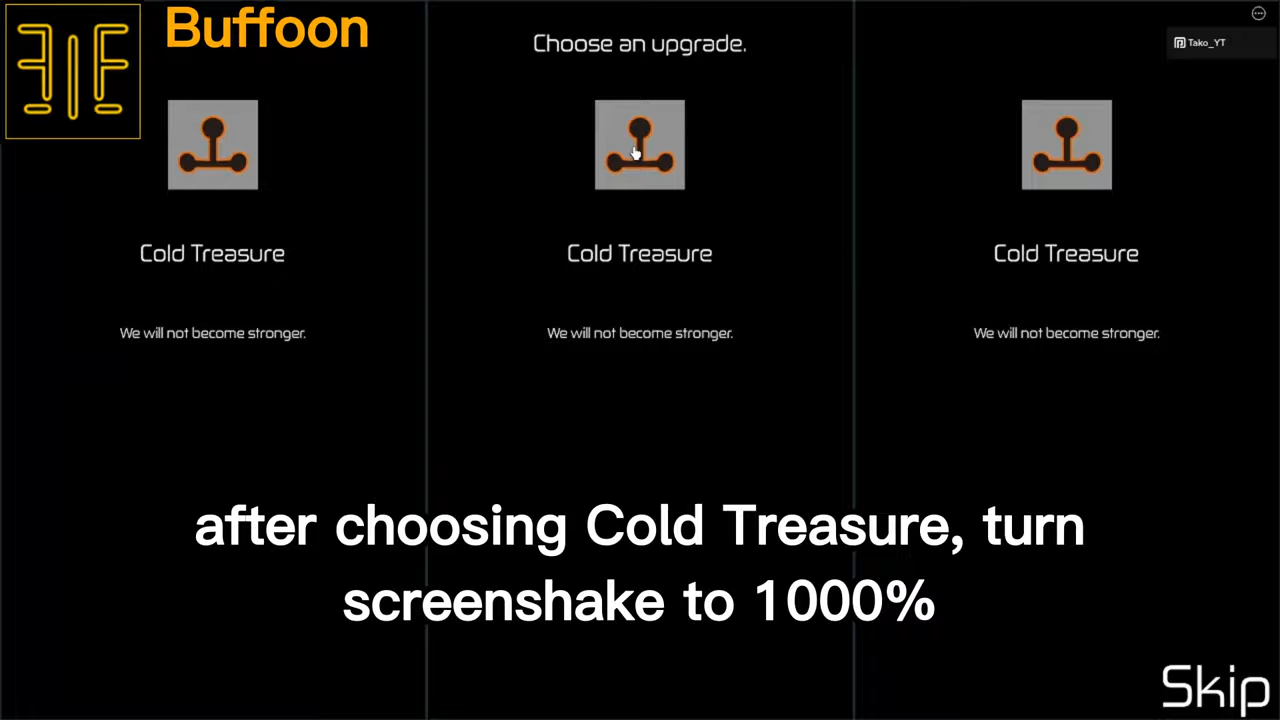 Buffoon
Choose an upgrade.
Tako_YT
Cold Treasure
Cold Treasure
Cold Treasure
We will not become stronger.
We will not become stronger.
We will not become stronger.
after choosing Cold Treasure, turn
screenshake to 1000%
Skip